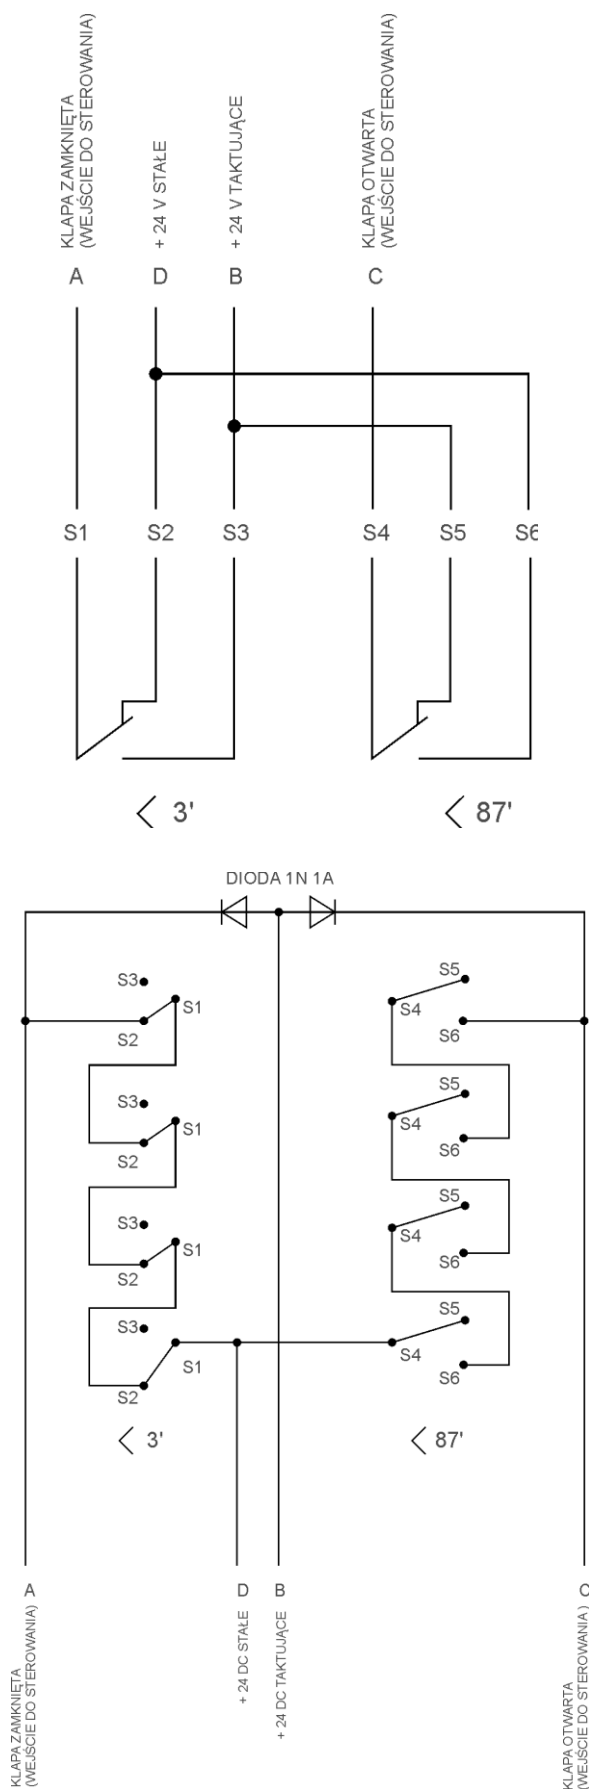 KLAPA ZAMKNIĘTA
(WEJŚCIE DO STEROWANIA)
+ 24 V STAŁE
+ 24 V TAKTUJĄCE
KLAPA OTWARTA
(WEJŚCIE DO STEROWANIA)
A D B C
S1 S2 S3 S4 S5 S6
< 3' < 87'
DIODA 1N 1A
S3 S1 S2
S5 S4 S6
S3 S1 S2
S5 S4 S6
S3 S1 S2
S5 S4 S6
S3 S1 S2
S5 S4 S6
< 3' < 87'
A D B C
KLAPA ZAMKNIĘTA
(WEJŚCIE DO STEROWANIA)
+ 24 DC STAŁE
+ 24 DC TAKTUJĄCE
KLAPA OTWARTA
(WEJŚCIE DO STEROWANIA )